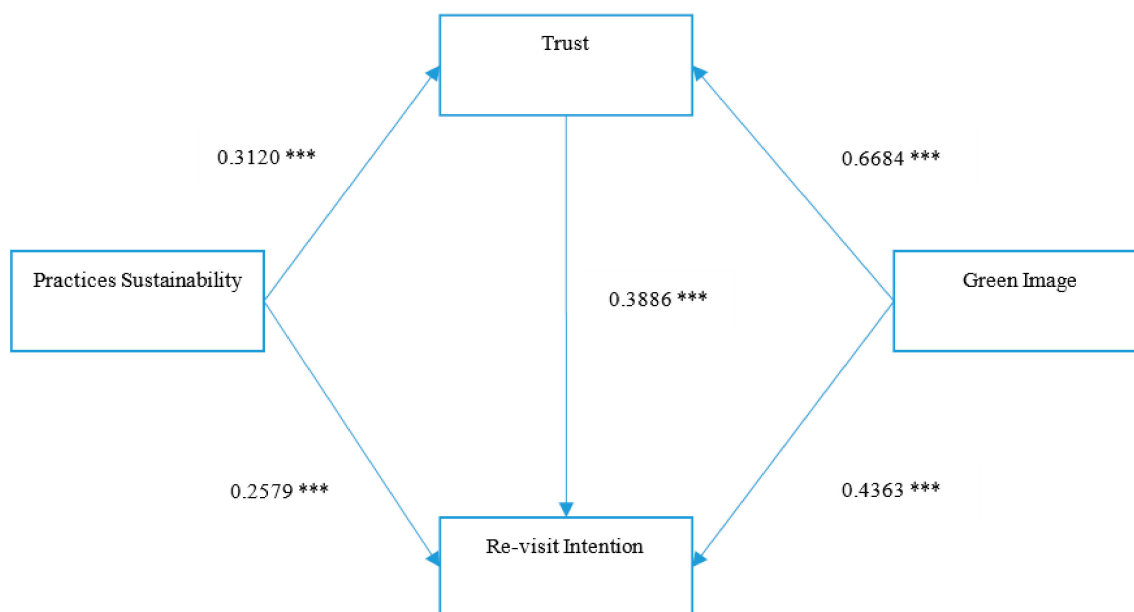 Trust
0.3120 ***
0.6684 ***
Practices Sustainability
Green Image
0.3886 ***
0.2579 ***
0.4363 ***
Re-visit Intention